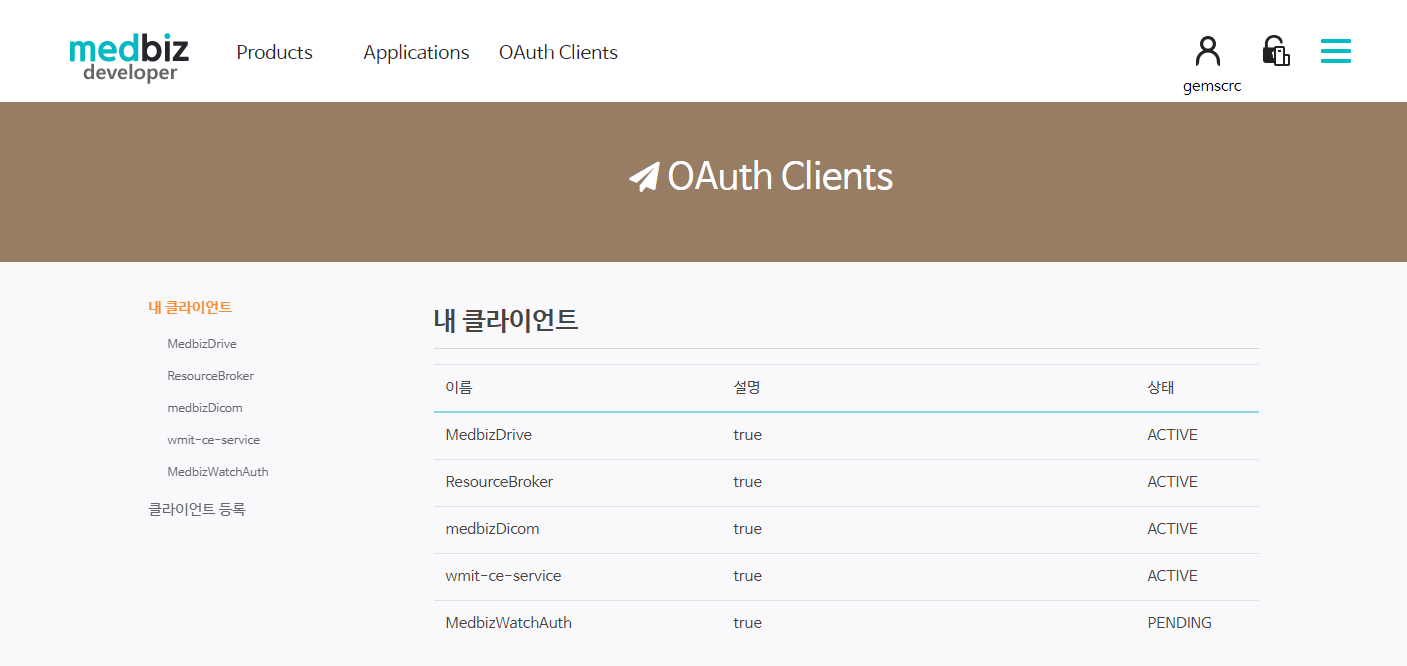 medbiz
developer
Products Applications OAuth Clients
gemscrc
OAuth Clients
내 클라이언트
MedbizDrive
ResourceBroker
medbizDicom
wmit-ce-service
MedbizWatchAuth
클라이언트 등록
내 클라이언트
이름 설명 상태
MedbizDrive true ACTIVE
ResourceBroker true ACTIVE
medbizDicom true ACTIVE
wmit-ce-service true ACTIVE
MedbizWatchAuth true PENDING